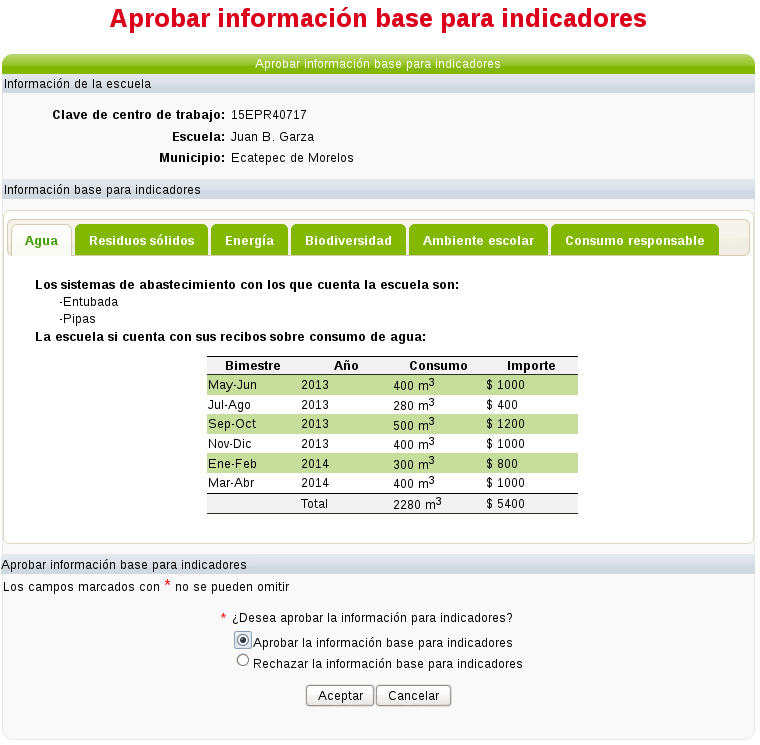 Aprobar información base para indicadores
Aprobar información base para indicadores
Información de la escuela
Clave de centro de trabajo: 15EPR40717
Escuela: Juan B. Garza
Municipio: Ecatepec de Morelos
Información base para indicadores
Agua Residuos sólidos Energía Biodiversidad Ambiente escolar Consumo responsable
Los sistemas de abastecimiento con los que cuenta la escuela son:
-Entubada
-Pipas
La escuela si cuenta con sus recibos sobre consumo de agua:
Bimestre Año Consumo Importe
May-Jun 2013 400 m³ $ 1000
Jul-Ago 2013 280 m³ $ 400
Sep-Oct 2013 500 m³ $ 1200
Nov-Dic 2013 400 m³ $ 1000
Ene-Feb 2014 300 m³ $ 800
Mar-Abr 2014 400 m³ $ 1000
Total 2280 m³ $ 5400
Aprobar información base para indicadores
Los campos marcados con * no se pueden omitir
* ¿Desea aprobar la información para indicadores?
Aprobar la información base para indicadores
Rechazar la información base para indicadores
Aceptar Cancelar